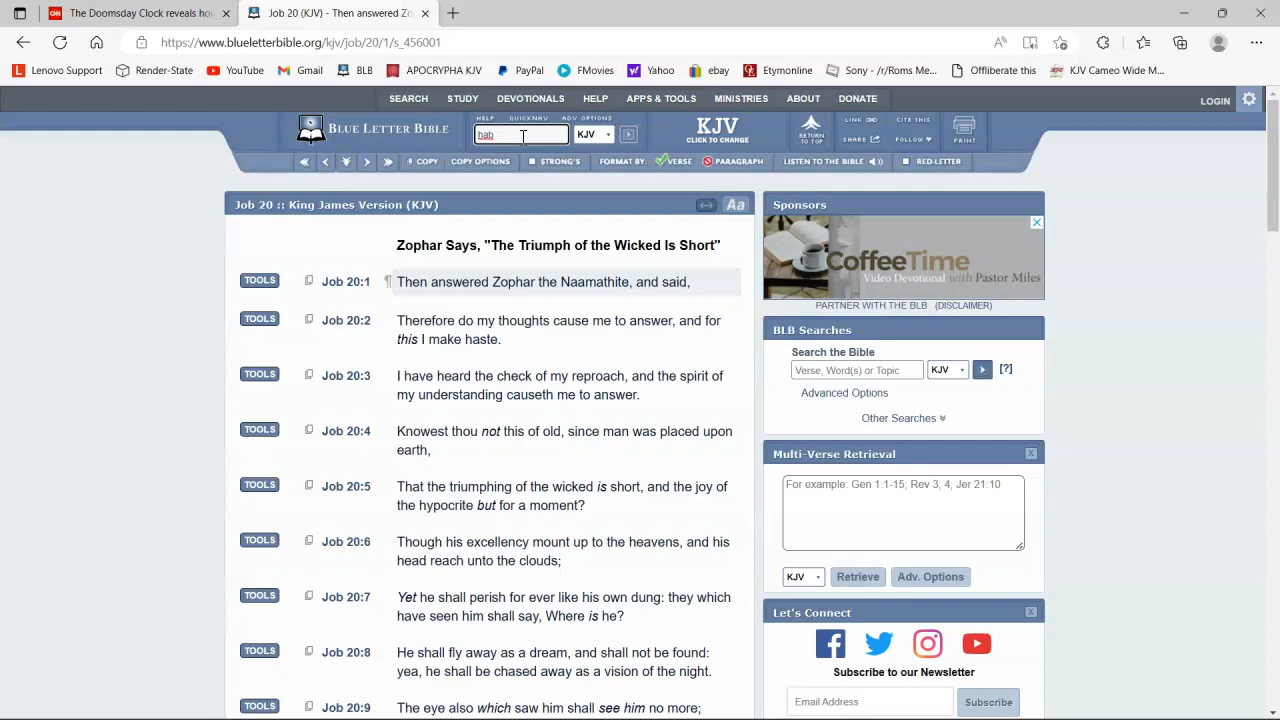 The Doomsday Clock reveals ho
Job 20 (KJV) - Then answered Zo
https://www.blueletterbible.org/kjv/job/20/1/s_456001
Lenovo Support
Render-State
YouTube
Gmail
BLB
APOCRYPHA KJV
PayPal
FMovies
Yahoo
ebay
Etymonline
Sony - /r/Roms Me...
Offliberate this
KJV Cameo Wide M...
SEARCH
STUDY
DEVOTIONALS
HELP
APPS & TOOLS
MINISTRIES
ABOUT
DONATE
LOGIN
BLUE LETTER BIBLE
HELP
QUICKNAV
ADV OPTIONS
hab
KJV
KJV
CLICK TO CHANGE
RETURN
TO TOP
LINK
CITE THIS
SHARE
FOLLOW
PRINT
COPY
COPY OPTIONS
STRONG'S
FORMAT BY:
VERSE
PARAGRAPH
LISTEN TO THE BIBLE
RED-LETTER
Job 20 :: King James Version (KJV)
Aa
Zophar Says, "The Triumph of the Wicked Is Short"
TOOLS Job 20:1 ¶ Then answered Zophar the Naamathite, and said,
TOOLS Job 20:2 Therefore do my thoughts cause me to answer, and for
this I make haste.
TOOLS Job 20:3 I have heard the check of my reproach, and the spirit of
my understanding causeth me to answer.
TOOLS Job 20:4 Knowest thou not this of old, since man was placed upon
earth,
TOOLS Job 20:5 That the triumphing of the wicked is short, and the joy of
the hypocrite but for a moment?
TOOLS Job 20:6 Though his excellency mount up to the heavens, and his
head reach unto the clouds;
TOOLS Job 20:7 Yet he shall perish for ever like his own dung: they which
have seen him shall say, Where is he?
TOOLS Job 20:8 He shall fly away as a dream, and shall not be found:
yea, he shall be chased away as a vision of the night.
TOOLS Job 20:9 The eye also which saw him shall see him no more;
Sponsors
CoffeeTime
Video Devotional with Pastor Miles
PARTNER WITH THE BLB (DISCLAIMER)
BLB Searches
Search the Bible
Verse, Word(s) or Topic
KJV
[?]
Advanced Options
Other Searches
Multi-Verse Retrieval
For example: Gen 1:1-15; Rev 3, 4; Jer 21:10
KJV
Retrieve
Adv. Options
Let's Connect
Subscribe to our Newsletter
Email Address
Subscribe